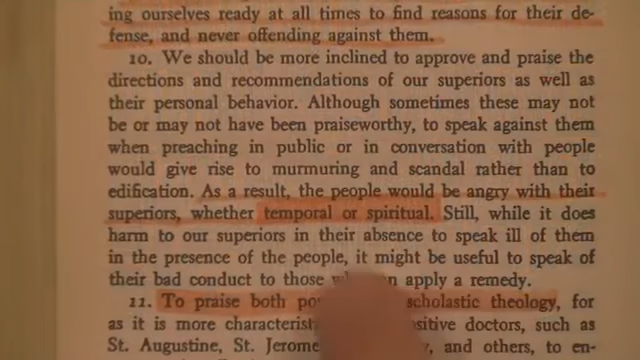 ing ourselves ready at all times to find reasons for their de-
fense, and never offending against them.
10. We should be more inclined to approve and praise the
directions and recommendations of our superiors as well as
their personal behavior. Although sometimes these may not
be or may not have been praiseworthy, to speak against them
when preaching in public or in conversation with people
would give rise to murmuring and scandal rather than to
edification. As a result, the people would be angry with their
superiors, whether temporal or spiritual. Still, while it does
harm to our superiors in their absence to speak ill of them
in the presence of the people, it might be useful to speak of
their bad conduct to those apply a remedy.
11. To praise both scholastic theology, for
as it is more doctors, such as
St. Augustine, St. Jerome and others, to en-